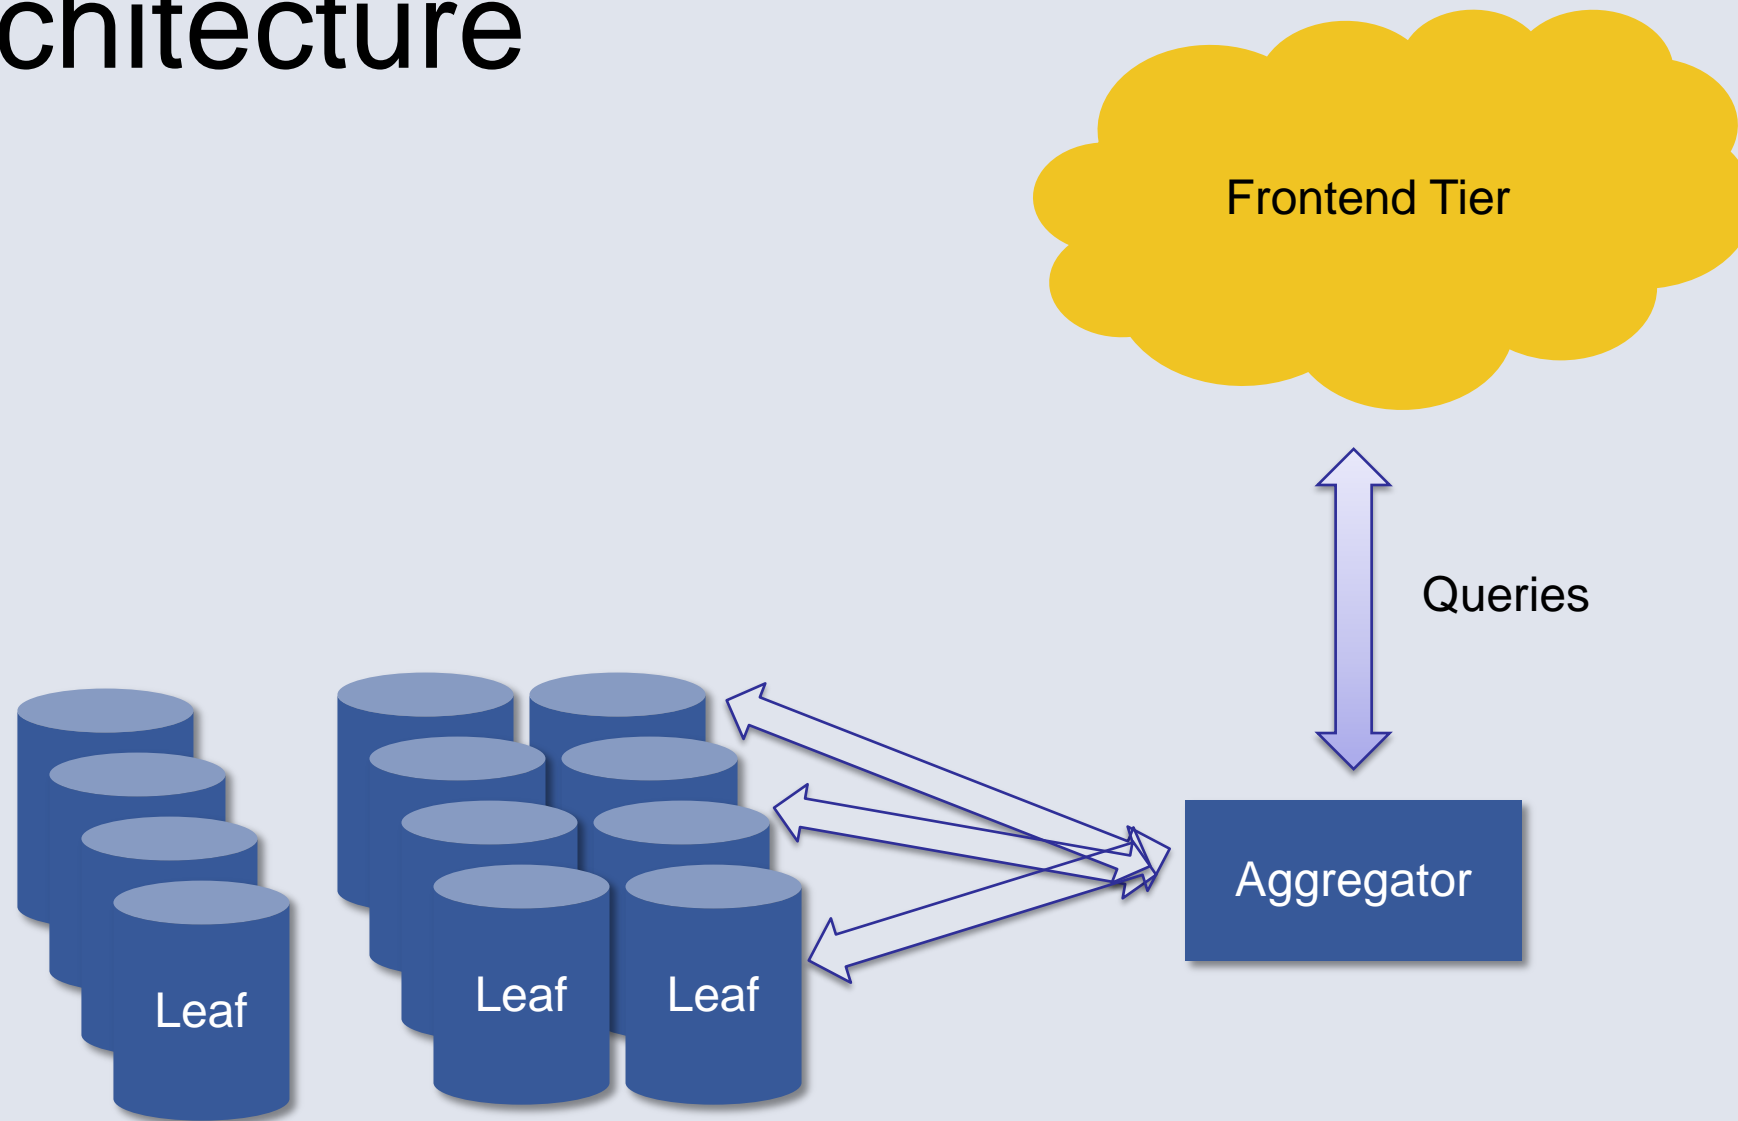 chitecture
Frontend Tier
Queries
Aggregator
Leaf
Leaf
Leaf